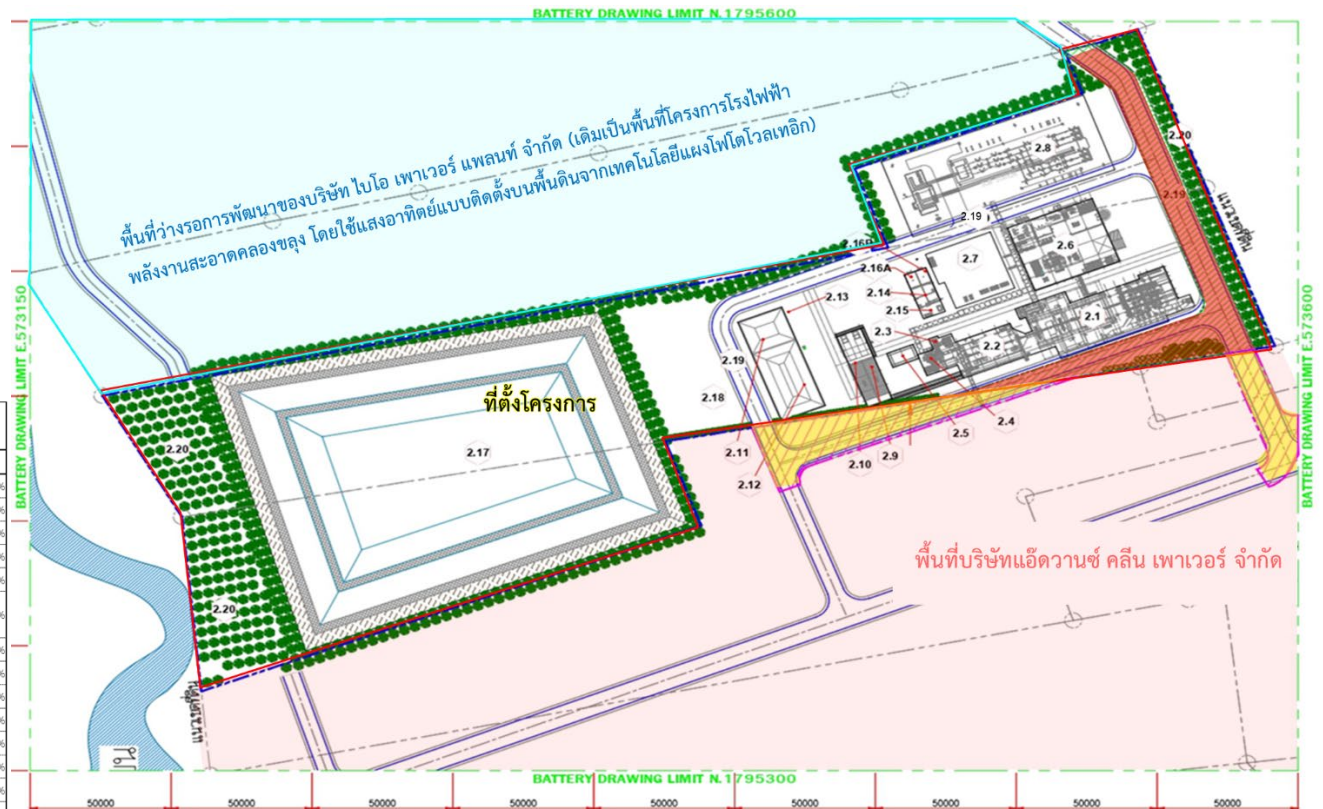 BATTERY DRAWING LIMIT N.1795600
พื้นที่ว่างรอการพัฒนาของบริษัท ไบโอ เพาเวอร์ แพลนท์ จำกัด (เดิมเป็นพื้นที่โครงการโรงไฟฟ้า
พลังงานสะอาดคลองขลุง โดยใช้แสงอาทิตย์แบบติดตั้งบนพื้นดินจากเทคโนโลยีแผงโฟโตโวลเทอิก)
2.8
2.20
2.19
แนวเขตที่ดิน
2.19
2.6
2.7
2.16A
2.14
2.15
2.13
2.1
2.3
2.2
2.19
2.18
ที่ตั้งโครงการ
2.17
2.20
2.11
2.12
2.10
2.9
2.5
2.4
พื้นที่บริษัทแอ๊ดวานซ์ คลีน เพาเวอร์ จำกัด
2.20
BATTERY DRAWING LIMIT E.573150
BATTERY DRAWING LIMIT E.573600
BATTERY DRAWING LIMIT N.1795300
50000 50000 50000 50000 50000 50000 50000 50000 50000